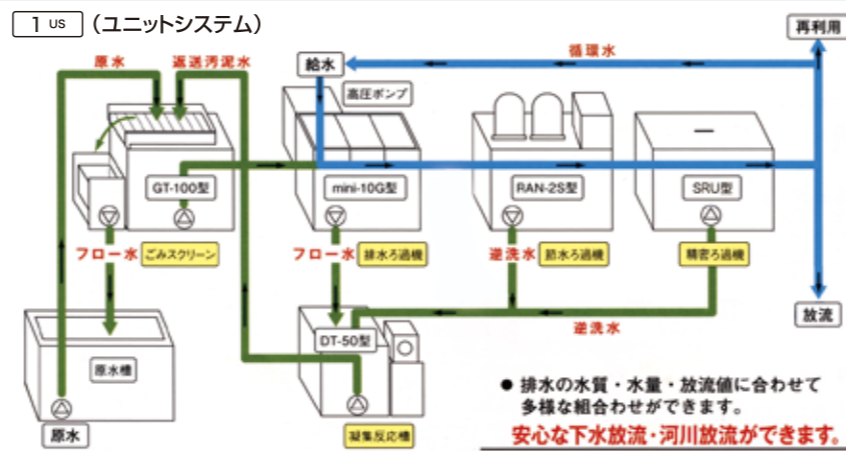 1 US (ユニットシステム)
再利用
原水 返送汚泥水 給水 循環水
高圧ポンプ
GT-100型 mini-10G型 RAN-2S型 SRU型
フロー水 ごみスクリーン フロー水 排水ろ過機 逆洗水 節水ろ過機 精密ろ過機
放流
逆洗水
DT-50型
原水槽
原水 凝集反応槽
● 排水の水質・水量・放流値に合わせて
多様な組合わせができます。
安心な下水放流・河川放流ができます。